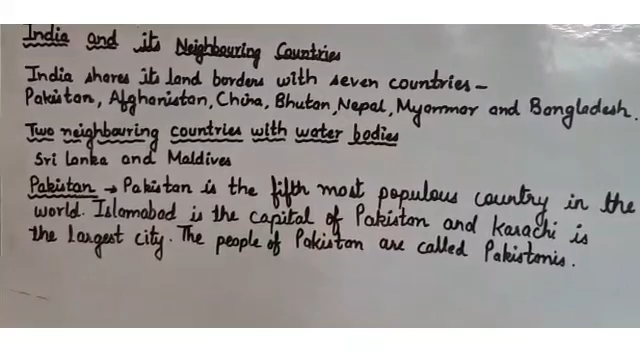 India and its Neighbouring Countries
India shares its land borders with seven countries –
Pakistan, Afghanistan, China, Bhutan, Nepal, Myanmar and Bangladesh.
Two neighbouring countries with water bodies
Sri Lanka and Maldives
Pakistan → Pakistan is the fifth most populous country in the
world. Islamabad is the capital of Pakistan and Karachi is
the largest city. The people of Pakistan are called Pakistanis.